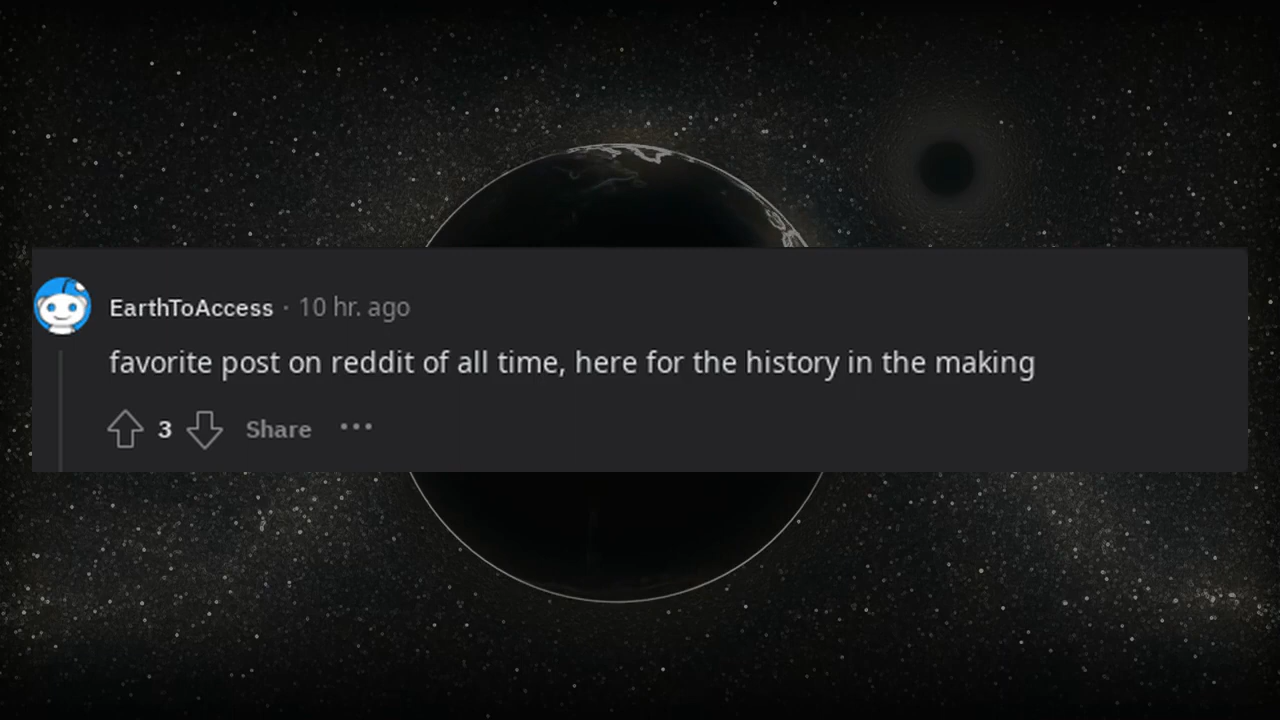 EarthToAccess · 10 hr. ago
favorite post on reddit of all time, here for the history in the making
3 Share •••